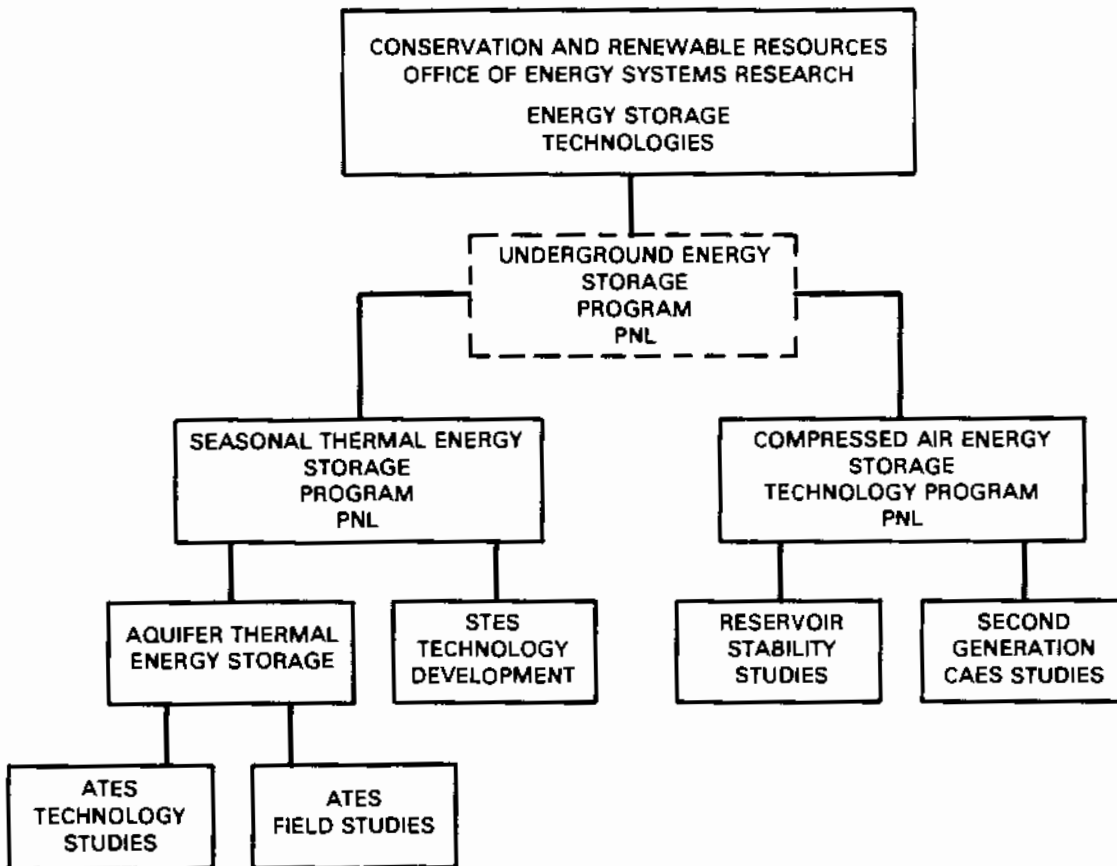 CONSERVATION AND RENEWABLE RESOURCES
OFFICE OF ENERGY SYSTEMS RESEARCH
ENERGY STORAGE
TECHNOLOGIES
UNDERGROUND ENERGY
STORAGE
PROGRAM
PNL
SEASONAL THERMAL ENERGY
STORAGE
PROGRAM
PNL
COMPRESSED AIR ENERGY
STORAGE
TECHNOLOGY PROGRAM
PNL
AQUIFER THERMAL
ENERGY STORAGE
STES
TECHNOLOGY
DEVELOPMENT
RESERVOIR
STABILITY
STUDIES
SECOND
GENERATION
CAES STUDIES
ATES
TECHNOLOGY
STUDIES
ATES
FIELD STUDIES